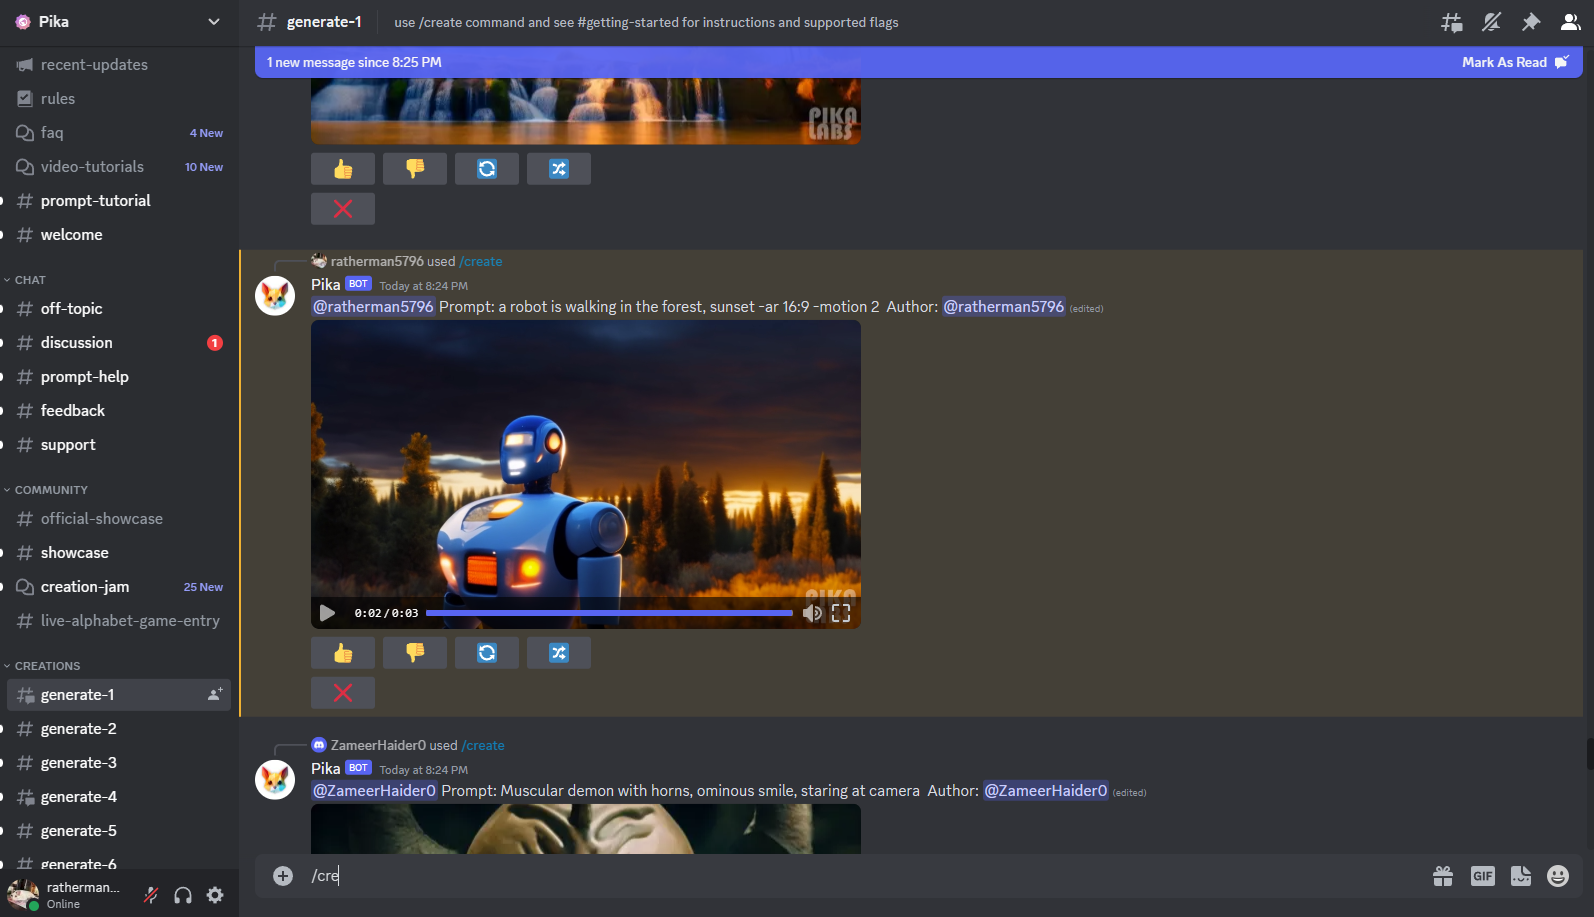 Pika
generate-1
use /create command and see #getting-started for instructions and supported flags
1 new message since 8:25 PM
Mark As Read
recent-updates
rules
faq
4 New
video-tutorials
10 New
prompt-tutorial
welcome
CHAT
off-topic
discussion
1
prompt-help
feedback
support
COMMUNITY
official-showcase
showcase
creation-jam
25 New
live-alphabet-game-entry
CREATIONS
generate-1
generate-2
generate-3
generate-4
generate-5
generate-6
ratherman...
Online
PIKA
LABS
ratherman5796 used /create
Pika BOT Today at 8:24 PM
@ratherman5796 Prompt: a robot is walking in the forest, sunset -ar 16:9 -motion 2 Author: @ratherman5796 (edited)
PIKA
0:02/0:03
ZameerHaider0 used /create
Pika BOT Today at 8:24 PM
@ZameerHaider0 Prompt: Muscular demon with horns, ominous smile, staring at camera Author: @ZameerHaider0 (edited)
/cre
GIF